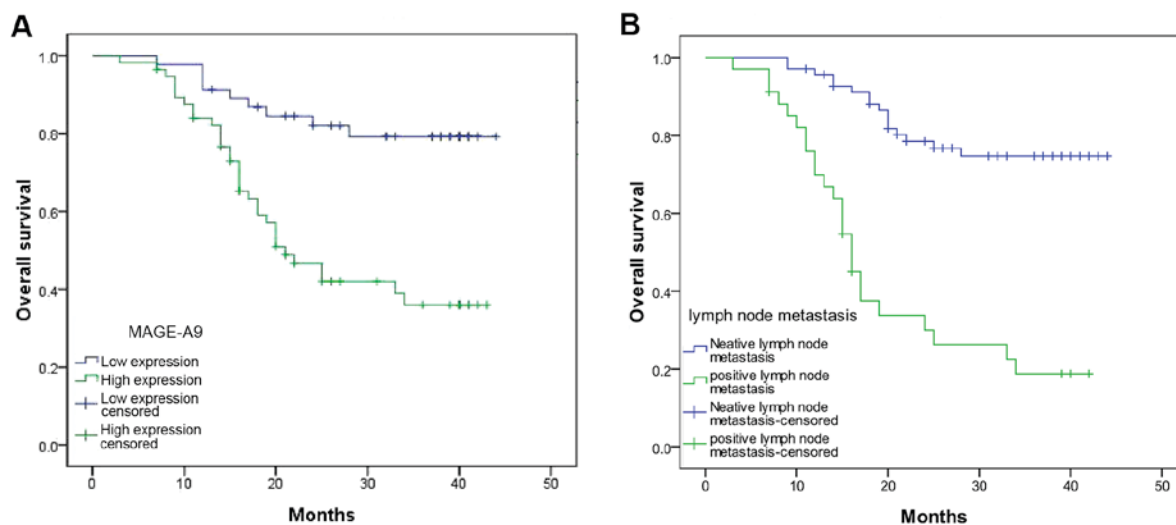 A
1.0
0.8
0.6
0.4
0.2
0.0
Overall survival
MAGE-A9
Low expression
High expression
Low expression
censored
High expression
censored
0
10
20
30
40
50
Months
B
1.0
0.8
0.6
0.4
0.2
0.0
Overall survival
lymph node metastasis
Neative lymph node
metastasis
positive lymph node
metastasis
Neative lymph node
metastasis-censored
positive lymph node
metastasis-censored
0
10
20
30
40
50
Months